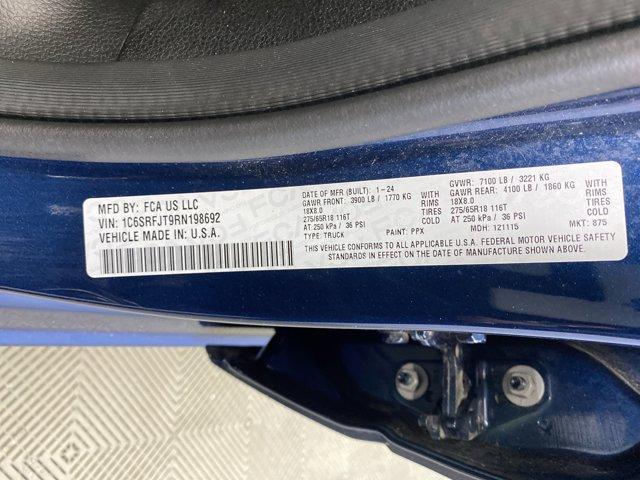 MFD BY: FCA US LLC
VIN: 1C6SRFJT9RN198692
VEHICLE MADE IN: U.S.A.
DATE OF MFR (BUILT): 1-24
GAWR FRONT: 3900 LB / 1770 KG
WITH
18X8.0
RIMS
275/65R18 116T
TIRES
AT 250 kPa / 36 PSI
COLD
TYPE: TRUCK
PAINT: PPX
GVWR: 7100 LB / 3221 KG
GAWR REAR: 4100 LB / 1860 KG
WITH
18X8.0
RIMS
275/65R18 116T
TIRES
AT 250 kPa / 36 PSI
COLD
MDH: 121115
MKT: 875
THIS VEHICLE CONFORMS TO ALL APPLICABLE U.S.A. FEDERAL MOTOR VEHICLE SAFETY
STANDARDS IN EFFECT ON THE DATE OF MANUFACTURE SHOWN ABOVE.